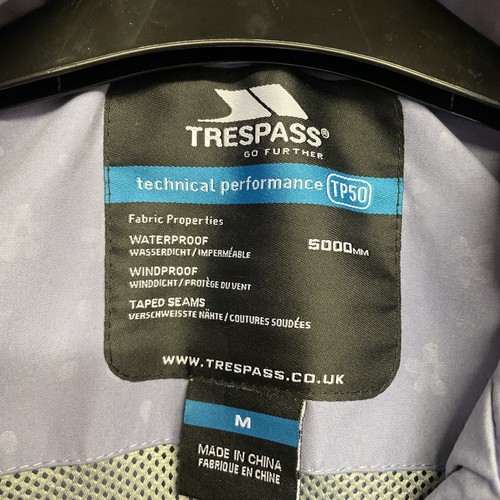 TRESPASS®
GO FURTHER
technical performance TP50
Fabric Properties
WATERPROOF 5000MM
WASSERDICHT / IMPERMÉABLE
WINDPROOF
WINDDICHT / PROTÈGE DU VENT
TAPED SEAMS
VERSCHWEISSTE NÄHTE / COUTURES SOUDÉES
WWW.TRESPASS.CO.UK
M
MADE IN CHINA
FABRIQUE EN CHINE